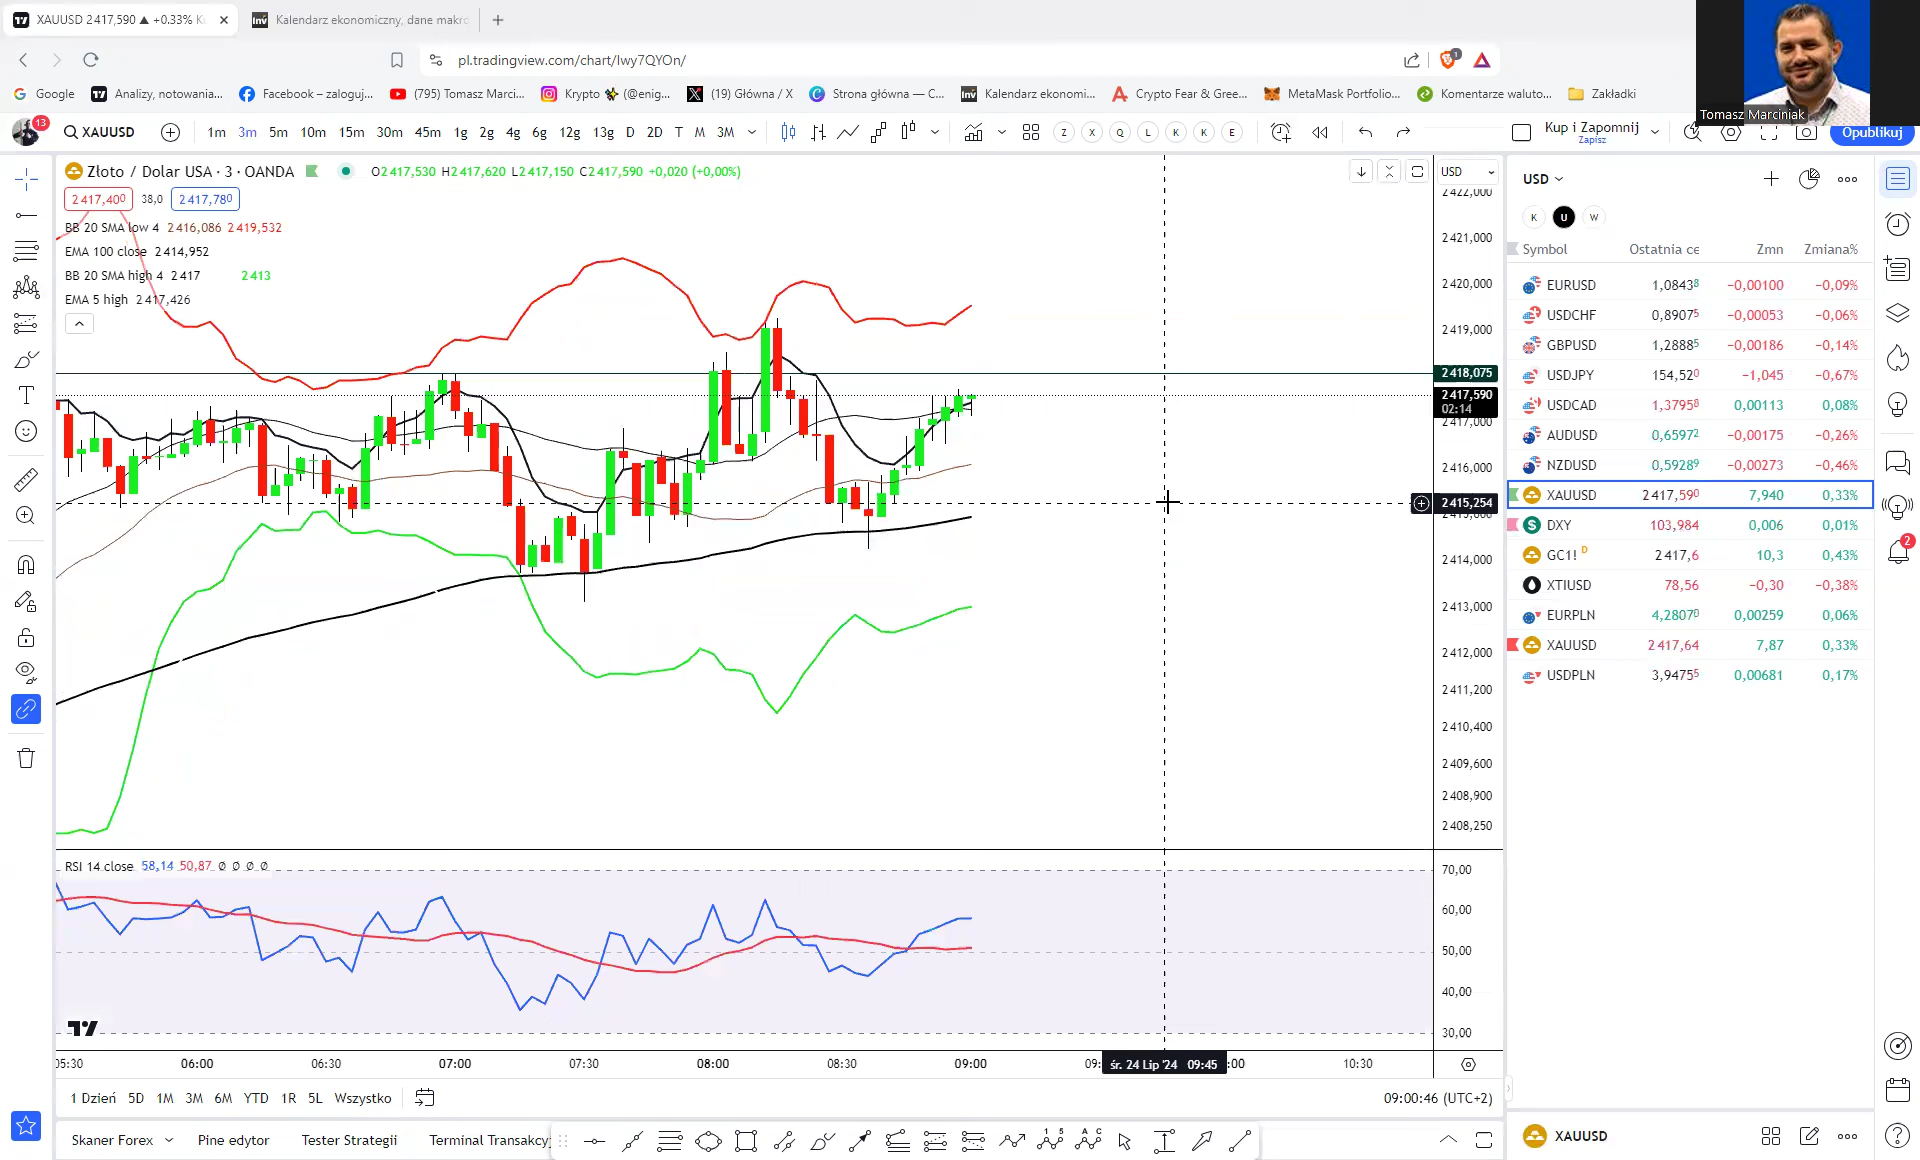 XAUUSD 2 417,590 ▲ +0.33% K
Kalendarz ekonomiczny, dane makro
pl.tradingview.com/chart/Iwy7QYOn/
Google
Analizy, notowania...
Facebook – zaloguj...
(795) Tomasz Marci...
Krypto (@enig...
(19) Główna / X
Strona główna — C...
Kalendarz ekonomi...
Crypto Fear & Gree...
MetaMask Portfolio...
Komentarze waluto...
Zakładki
Tomasz Marciniak
13
XAUUSD
1m 3m 5m 10m 15m 30m 45m 1g 2g 4g 6g 12g 13g D 2D T M 3M
Z X Q L K K E
Kup i Zapomnij
Zapisz
Opublikuj
Złoto / Dolar USA · 3 · OANDA
O2 417,530 H2 417,620 L2 417,150 C2 417,590 +0,020 (+0,00%)
2 417,400 38,0 2 417,780
BB 20 SMA low 4 2 416,086 2 419,532
EMA 100 close 2 414,952
BB 20 SMA high 4 2 417 2 413
EMA 5 high 2 417,426
USD
2 422,000
2 421,000
2 420,000
2 419,000
2 418,075
2 417,590
02:14
2 417,000
2 416,000
2 415,254
2 415,000
2 414,000
2 413,000
2 412,000
2 411,200
2 410,400
2 409,600
2 408,900
2 408,250
RSI 14 close 58,14 50,87 ∅ ∅ ∅ ∅
70,00
60,00
50,00
40,00
30,00
05:30 06:00 06:30 07:00 07:30 08:00 08:30 09:00 09: śr. 24 Lip '24 09:45 :00 10:30
1 Dzień 5D 1M 3M 6M YTD 1R 5L Wszystko
09:00:46 (UTC+2)
Skaner Forex
Pine edytor
Tester Strategii
Terminal Transakcyj
USD
K U W
Symbol Ostatnia ce Zmn Zmiana%
EURUSD 1,08438 −0,00100 −0,09%
USDCHF 0,89075 −0,00053 −0,06%
GBPUSD 1,28885 −0,00186 −0,14%
USDJPY 154,520 −1,045 −0,67%
USDCAD 1,37958 0,00113 0,08%
AUDUSD 0,65972 −0,00175 −0,26%
NZDUSD 0,59289 −0,00273 −0,46%
XAUUSD 2 417,590 7,940 0,33%
DXY 103,984 0,006 0,01%
GC1! D 2 417,6 10,3 0,43%
XTIUSD 78,56 −0,30 −0,38%
EURPLN 4,28070 0,00259 0,06%
XAUUSD 2 417,64 7,87 0,33%
USDPLN 3,94755 0,00681 0,17%
XAUUSD
2